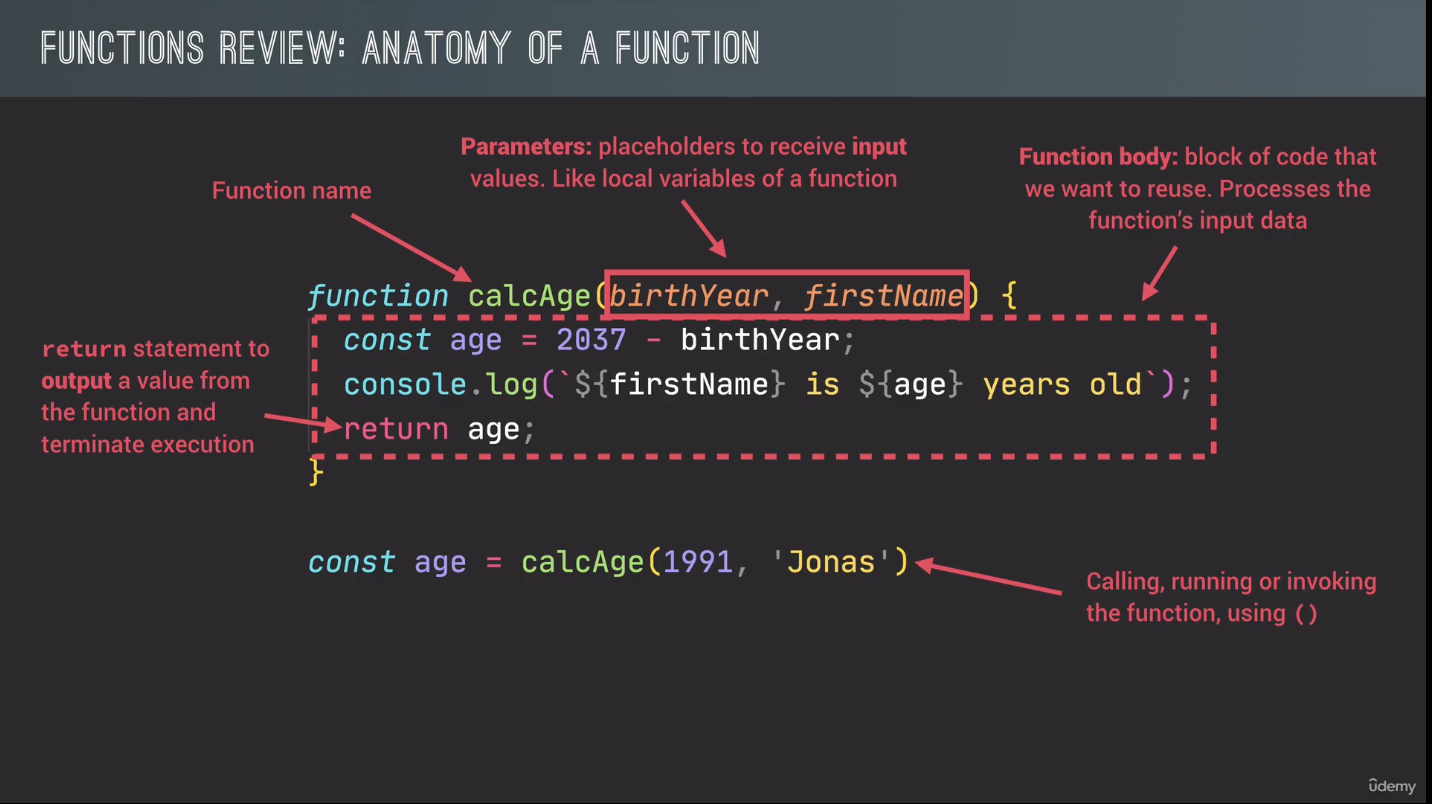 FUNCTIONS REVIEW: ANATOMY OF A FUNCTION
Parameters: placeholders to receive input
values. Like local variables of a function
Function body: block of code that
we want to reuse. Processes the
function’s input data
Function name
function calcAge(birthYear, firstName) {
const age = 2037 - birthYear;
console.log(`${firstName} is ${age} years old`);
return age;
}
return statement to
output a value from
the function and
terminate execution
const age = calcAge(1991, 'Jonas')
Calling, running or invoking
the function, using ()
ûdemy